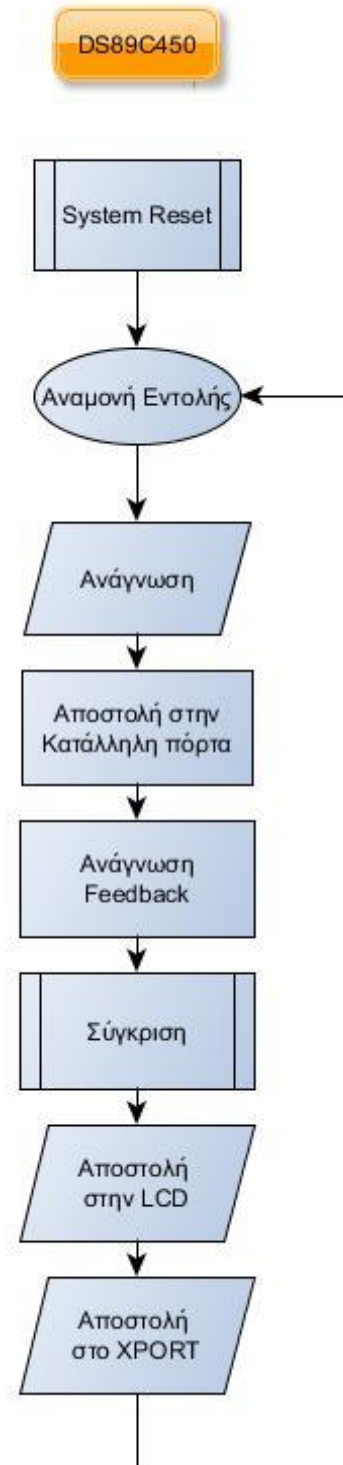 DS89C450
System Reset
Αναμονή Εντολής
Ανάγνωση
Αποστολή στην
Κατάλληλη πόρτα
Ανάγνωση
Feedback
Σύγκριση
Αποστολή
στην LCD
Αποστολή
στο XPORT